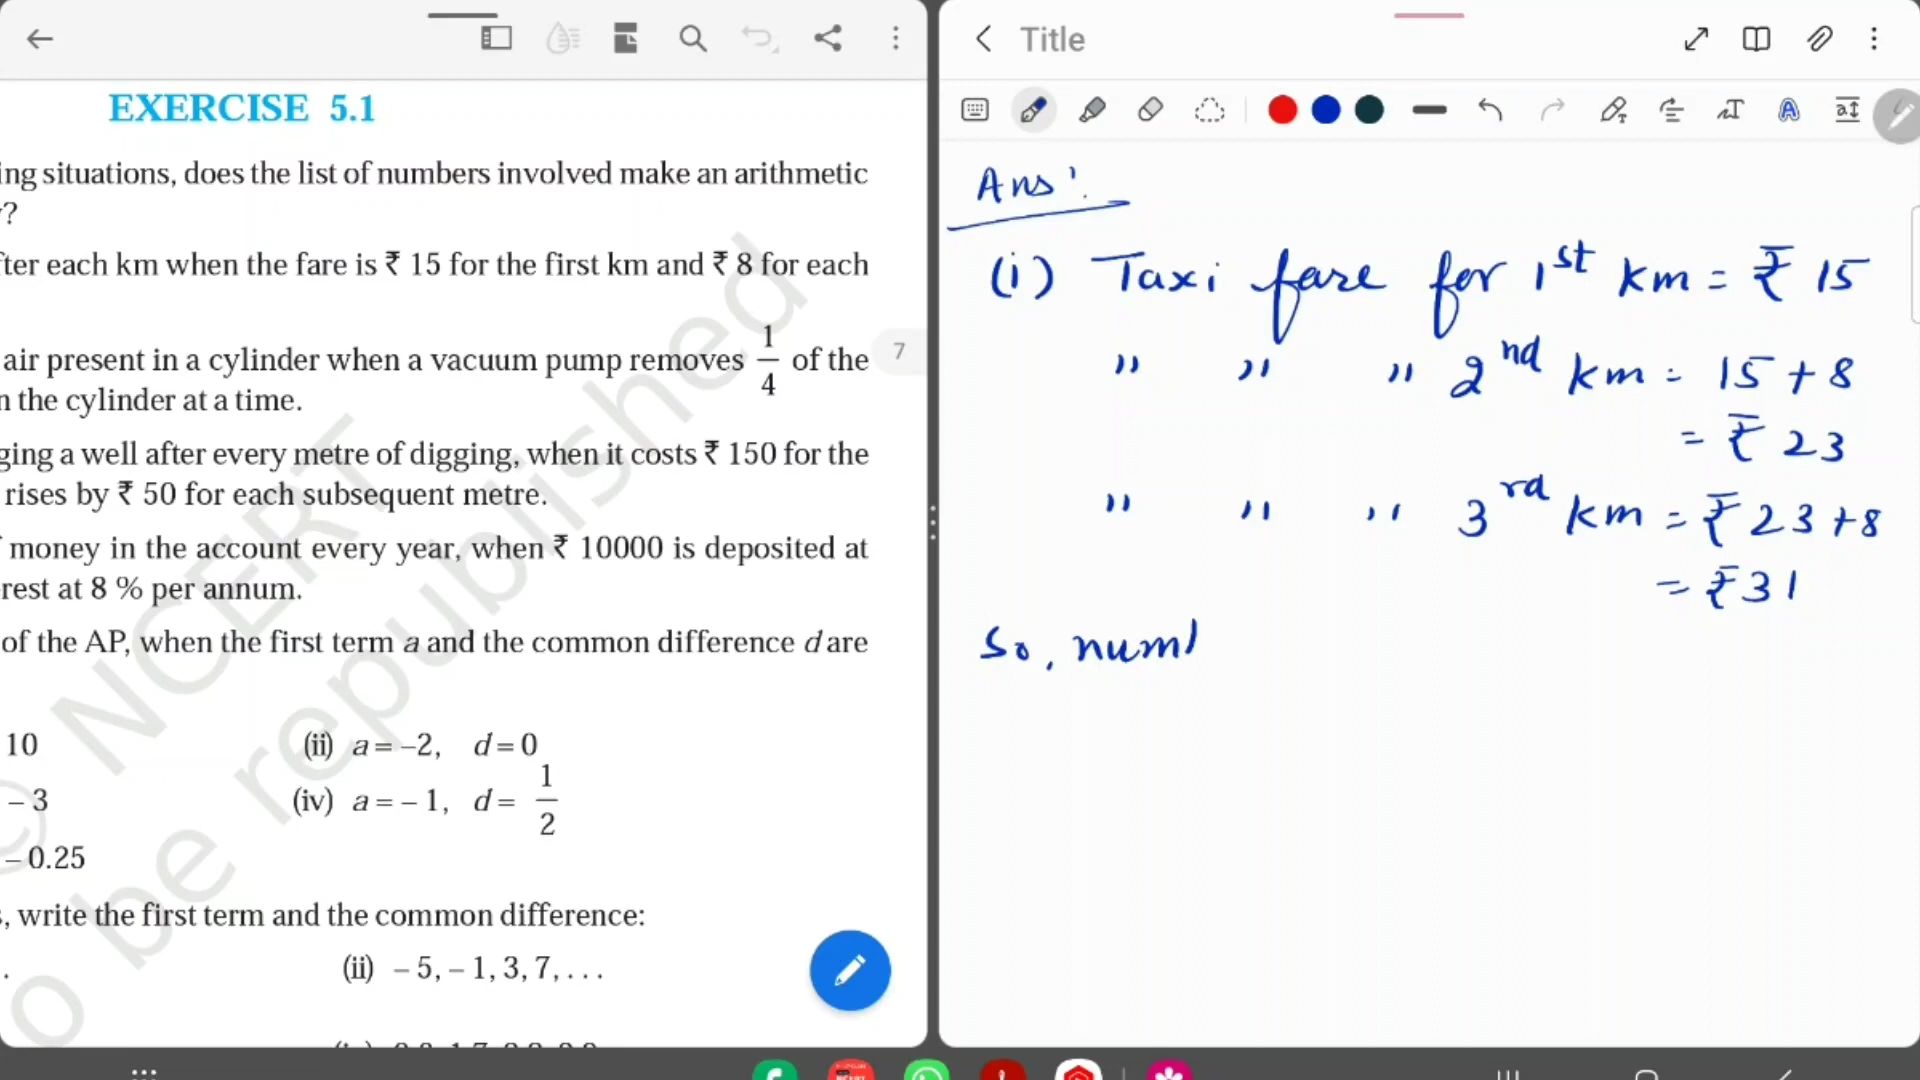 EXERCISE 5.1
ing situations, does the list of numbers involved make an arithmetic
?
ter each km when the fare is ₹ 15 for the first km and ₹ 8 for each
air present in a cylinder when a vacuum pump removes 1/4 of the
n the cylinder at a time.
ging a well after every metre of digging, when it costs ₹ 150 for the
rises by ₹ 50 for each subsequent metre.
money in the account every year, when ₹ 10000 is deposited at
rest at 8 % per annum.
of the AP, when the first term a and the common difference d are
10 (ii) a = –2, d = 0
– 3 (iv) a = – 1, d = 1/2
– 0.25
, write the first term and the common difference:
. (ii) – 5, – 1, 3, 7, . . .
7
© NCERT
o be republished
Title
Ans:
(i) Taxi fare for 1st km = ₹ 15
" " " 2nd km = 15 + 8
= ₹ 23
" " " 3rd km = ₹ 23 + 8
= ₹ 31
So, num